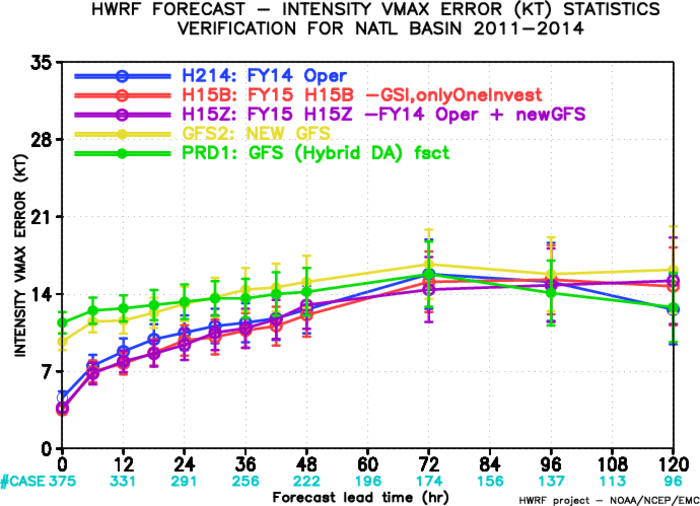 HWRF FORECAST − INTENSITY VMAX ERROR (KT) STATISTICS
VERIFICATION FOR NATL BASIN 2011−2014
H214: FY14 Oper
H15B: FY15 H15B −GSI,onlyOneInvest
H15Z: FY15 H15Z −FY14 Oper + newGFS
GFS2: NEW GFS
PRD1: GFS (Hybrid DA) fsct
INTENSITY VMAX ERROR (KT)
35
28
21
14
7
0
0 12 24 36 48 60 72 84 96 108 120
#CASE 375 331 291 256 222 196 174 156 137 113 96
Forecast lead time (hr)
HWRF project − NOAA/NCEP/EMC